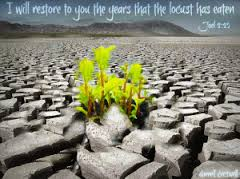 I will restore to you the years that the locust has eaten
Joel 2:25